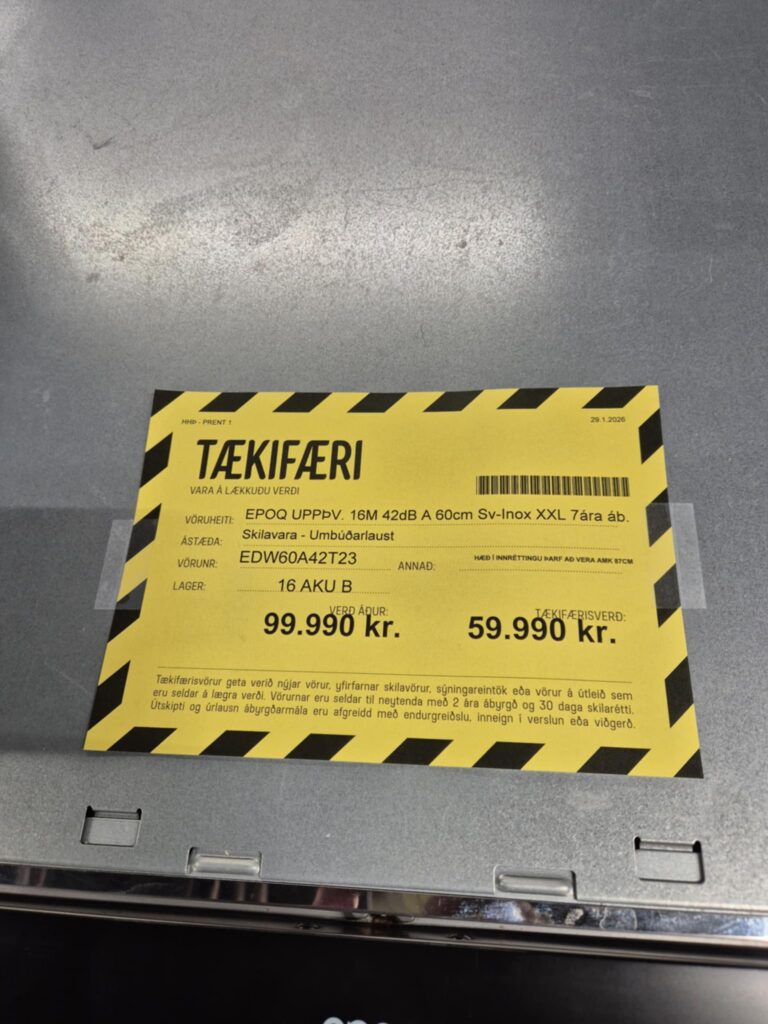 HHÞ - PRENT 1
29.1.2026
TÆKIFÆRI
VARA Á LÆKKUÐU VERÐI
VÖRUHEITI: EPOQ UPPÞV. 16M 42dB A 60cm Sv-Inox XXL 7ára áb.
ÁSTÆÐA: Skilavara - Umbúðarlaust
VÖRUNR: EDW60A42T23 ANNAÐ: HÆÐ Í INNRÉTTINGU ÞARF AÐ VERA AMK 87CM
LAGER: 16 AKU B
VERÐ ÁÐUR: TÆKIFÆRISVERÐ:
99.990 kr. 59.990 kr.
Tækifærisvörur geta verið nýjar vörur, yfirfarnar skilavörur, sýningareintök eða vörur á útleið sem
eru seldar á lægra verði. Vörurnar eru seldar til neytenda með 2 ára ábyrgð og 30 daga skilarétti.
Útskipti og úrlausn ábyrgðarmála eru afgreidd með endurgreiðslu, inneign í verslun eða viðgerð.